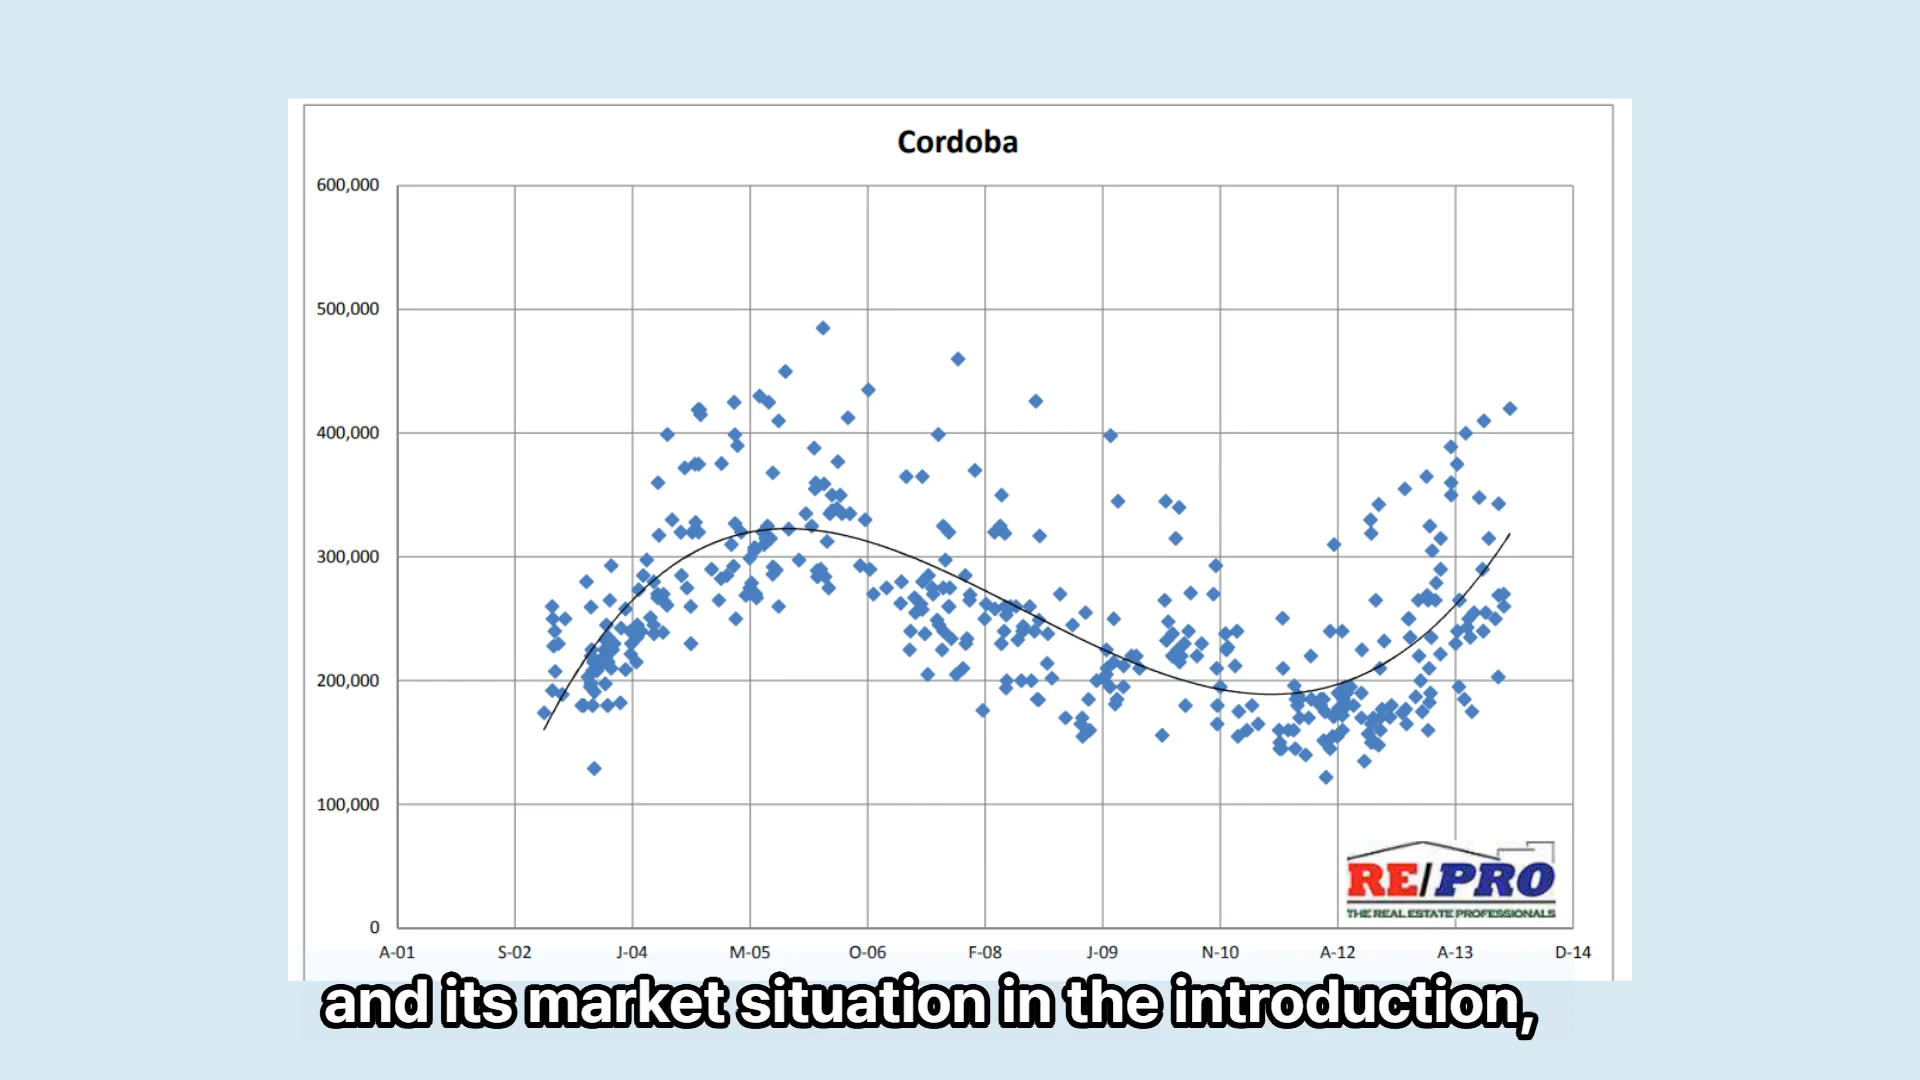 Cordoba
600,000
500,000
400,000
300,000
200,000
100,000
0
A-01 S-02 J-04 M-05 O-06 F-08 J-09 N-10 A-12 A-13 D-14
RE/PRO
THE REAL ESTATE PROFESSIONALS
and its market situation in the introduction,